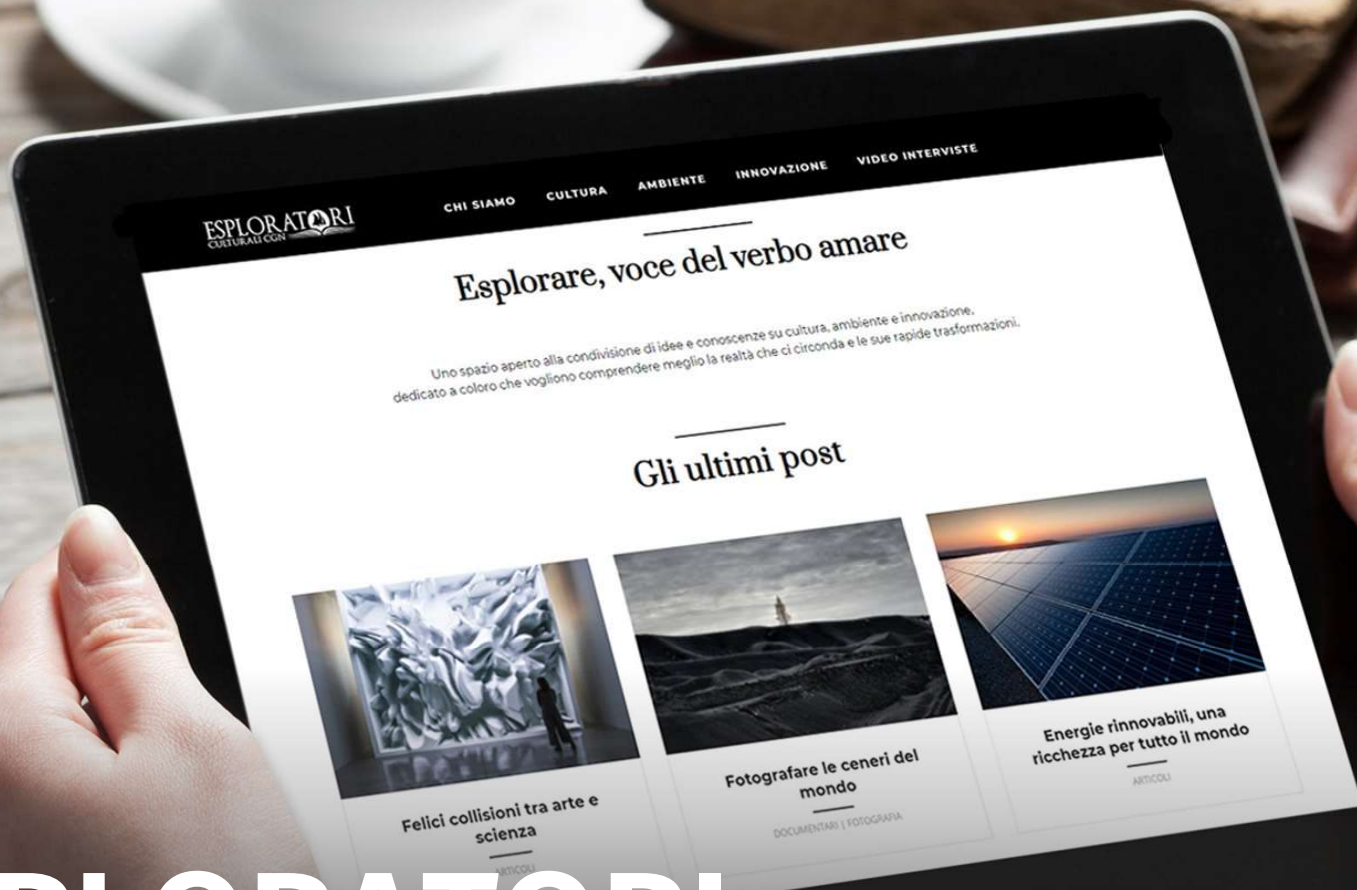 ESPLORATORI
CULTURALI CGN
CHI SIAMO
CULTURA
AMBIENTE
INNOVAZIONE
VIDEO INTERVISTE
Esplorare, voce del verbo amare
Uno spazio aperto alla condivisione di idee e conoscenze su cultura, ambiente e innovazione,
dedicato a coloro che vogliono comprendere meglio la realtà che ci circonda e le sue rapide trasformazioni.
Gli ultimi post
Felici collisioni tra arte e
scienza
ARTICOLI
Fotografare le ceneri del
mondo
DOCUMENTARI | FOTOGRAFIA
Energie rinnovabili, una
ricchezza per tutto il mondo
ARTICOLI
PLORATORI